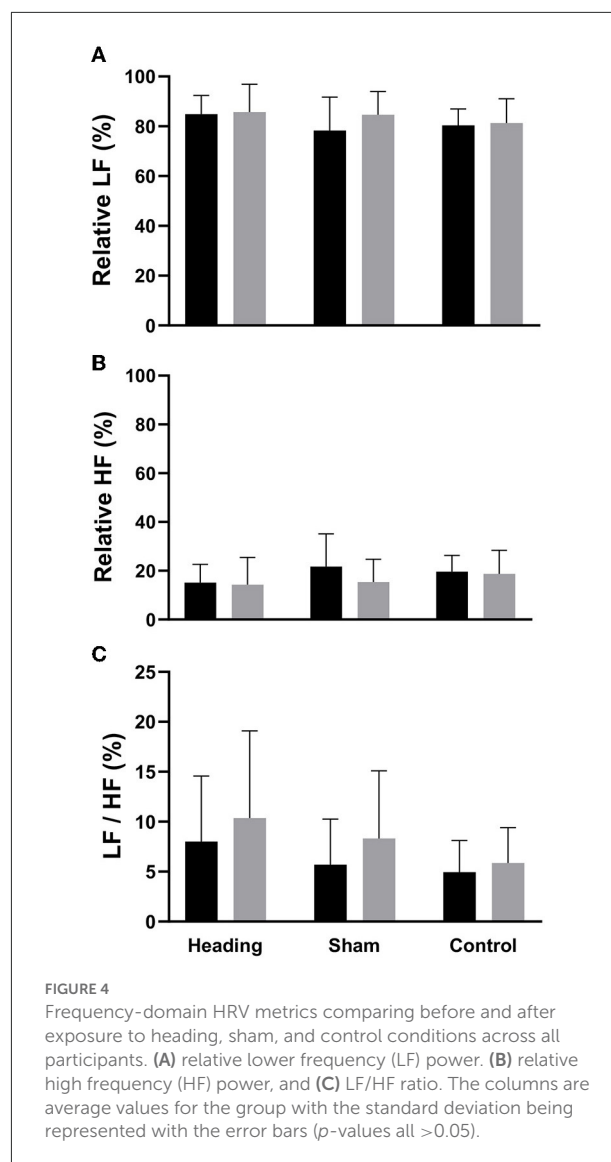 A
Relative LF (%)
100
80
60
40
20
0
B
Relative HF (%)
100
80
60
40
20
0
C
LF / HF (%)
25
20
15
10
5
0
Heading Sham Control
FIGURE 4
Frequency-domain HRV metrics comparing before and after
exposure to heading, sham, and control conditions across all
participants. (A) relative lower frequency (LF) power. (B) relative
high frequency (HF) power, and (C) LF/HF ratio. The columns are
average values for the group with the standard deviation being
represented with the error bars (p-values all >0.05).